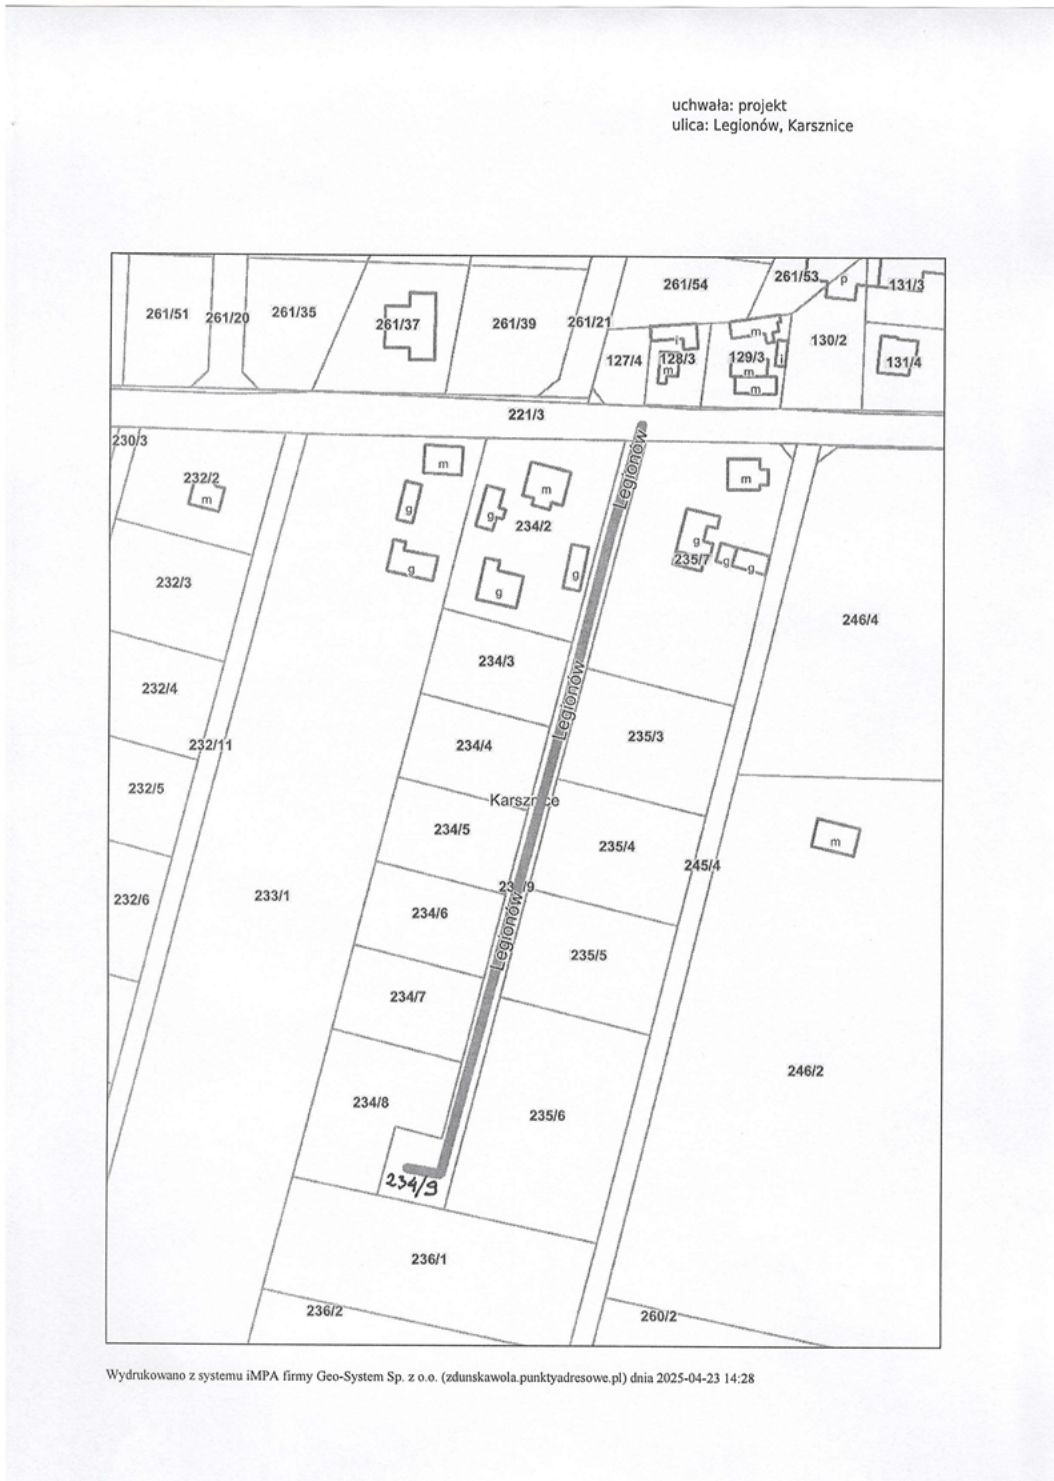 uchwała: projekt
ulica: Legionów, Karsznice
261/51
261/20
261/35
261/37
261/39
261/21
261/54
261/53
p
131/3
127/4
i
128/3
m
m
129/3
i
m
m
130/2
131/4
221/3
230/3
232/2
m
m
g
g
m
g
234/2
g
g
Legionów
m
g
235/7
g
g
232/3
246/4
234/3
232/4
Legionów
232/11
234/4
235/3
232/5
Karsznice
234/5
235/4
m
245/4
232/6
233/1
234/9
234/6
Legionów
235/5
234/7
246/2
234/8
235/6
234/9
236/1
236/2
260/2
Wydrukowano z systemu iMPA firmy Geo-System Sp. z o.o. (zdunskawola.punktyadresowe.pl) dnia 2025-04-23 14:28